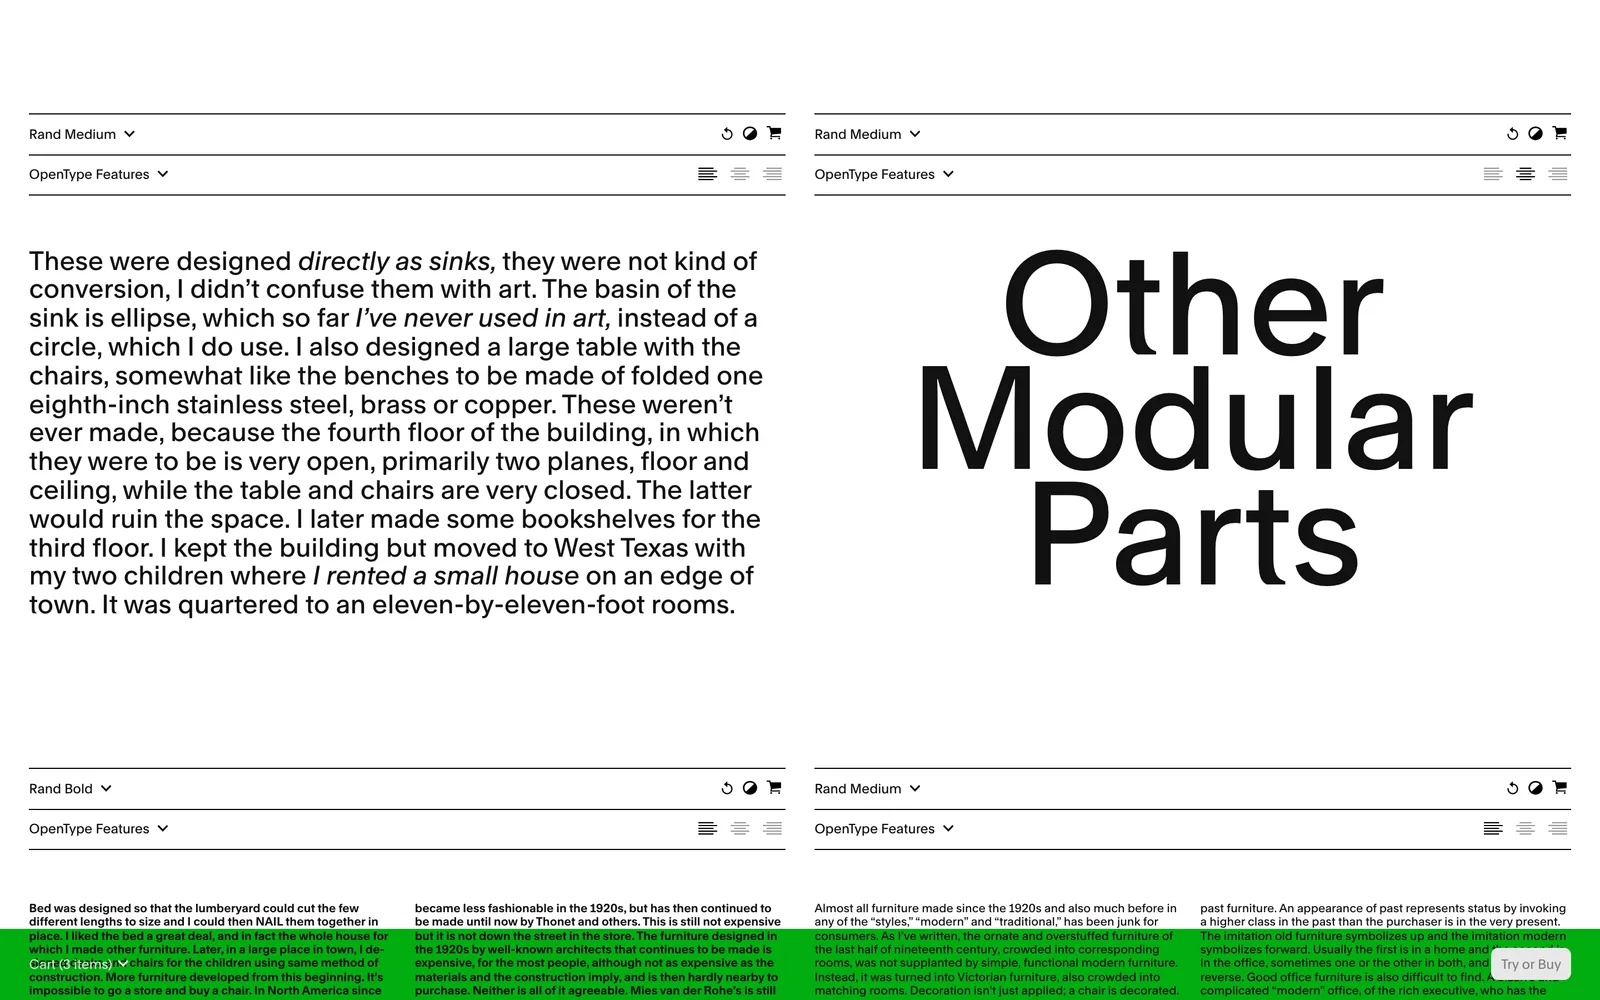 Rand Medium
OpenType Features
These were designed directly as sinks, they were not kind of
conversion, I didn’t confuse them with art. The basin of the
sink is ellipse, which so far I’ve never used in art, instead of a
circle, which I do use. I also designed a large table with the
chairs, somewhat like the benches to be made of folded one
eighth-inch stainless steel, brass or copper. These weren’t
ever made, because the fourth floor of the building, in which
they were to be is very open, primarily two planes, floor and
ceiling, while the table and chairs are very closed. The latter
would ruin the space. I later made some bookshelves for the
third floor. I kept the building but moved to West Texas with
my two children where I rented a small house on an edge of
town. It was quartered to an eleven-by-eleven-foot rooms.
Rand Medium
OpenType Features
Other
Modular
Parts
Rand Bold
OpenType Features
Bed was designed so that the lumberyard could cut the few
different lengths to size and I could then NAIL them together in
place. I liked the bed a great deal, and in fact the whole house for
which I made other furniture. Later, in a large place in town, I de-
chairs for the children using same method of
construction. More furniture developed from this beginning. It’s
impossible to go a store and buy a chair. In North America since
became less fashionable in the 1920s, but has then continued to
be made until now by Thonet and others. This is still not expensive
but it is not down the street in the store. The furniture designed in
the 1920s by well-known architects that continues to be made is
expensive, for the most people, although not as expensive as the
materials and the construction imply, and is then hardly nearby to
purchase. Neither is all of it agreeable. Mies van der Rohe’s is still
Rand Medium
OpenType Features
Almost all furniture made since the 1920s and also much before in
any of the “styles,” “modern” and “traditional,” has been junk for
consumers. As I’ve written, the ornate and overstuffed furniture of
the last half of nineteenth century, crowded into corresponding
rooms, was not supplanted by simple, functional modern furniture.
Instead, it was turned into Victorian furniture, also crowded into
matching rooms. Decoration isn’t just applied; a chair is decorated.
past furniture. An appearance of past represents status by invoking
a higher class in the past than the purchaser is in the very present.
The imitation old furniture symbolizes up and the imitation modern
symbolizes forward. Usually the first is in a home and
in the office, sometimes one or the other in both, and
reverse. Good office furniture is also difficult to find.
complicated “modern” office, of the rich executive, who has the
Cart (3 items)
Try or Buy